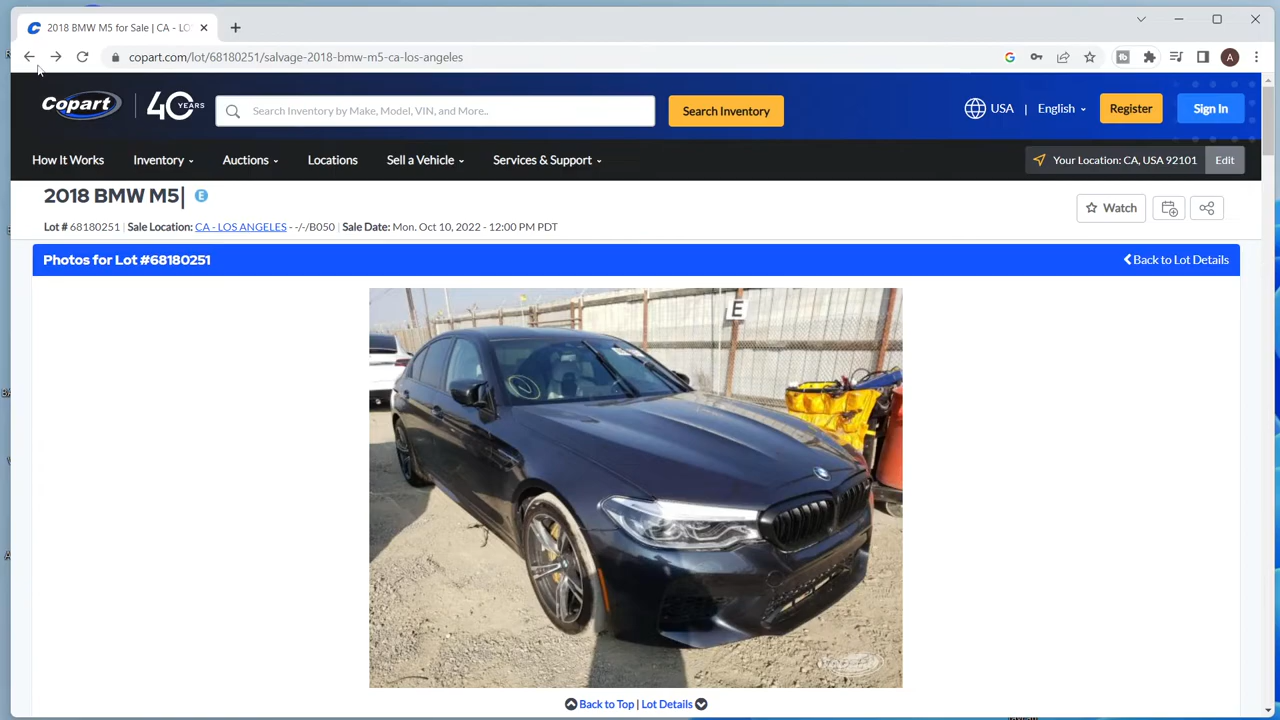 2018 BMW M5 for Sale | CA - LO
copart.com/lot/68180251/salvage-2018-bmw-m5-ca-los-angeles
A
Copart 40 YEARS
Search Inventory by Make, Model, VIN, and More..
Search Inventory
USA | English
Register
Sign In
How It Works
Inventory
Auctions
Locations
Sell a Vehicle
Services & Support
Your Location: CA, USA 92101
Edit
2018 BMW M5| E
Lot # 68180251 | Sale Location: CA - LOS ANGELES - -/-/B050 | Sale Date: Mon. Oct 10, 2022 - 12:00 PM PDT
Watch
Photos for Lot #68180251
Back to Lot Details
E
Back to Top | Lot Details